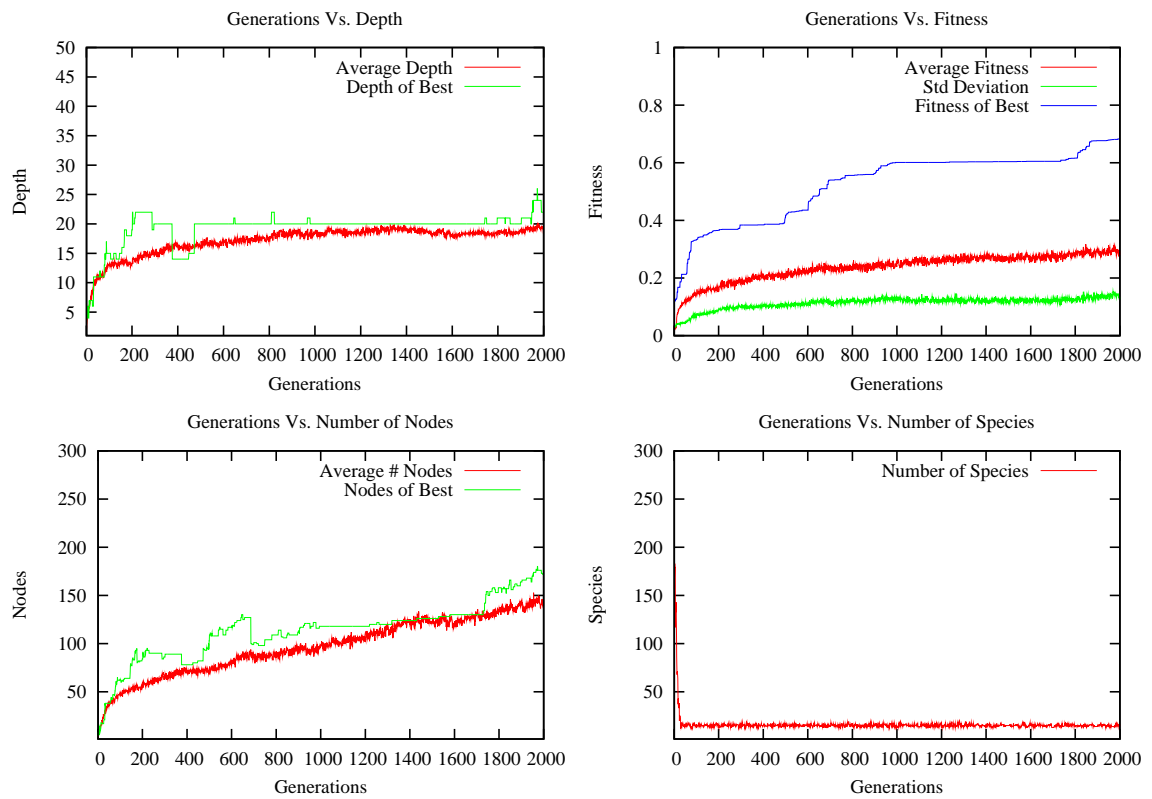 Generations Vs. Depth
50
45
40
35
30
25
20
15
10
5
Depth
Average Depth
Depth of Best
0 200 400 600 800 1000 1200 1400 1600 1800 2000
Generations
Generations Vs. Fitness
1
0.8
0.6
0.4
0.2
0
Fitness
Average Fitness
Std Deviation
Fitness of Best
0 200 400 600 800 1000 1200 1400 1600 1800 2000
Generations
Generations Vs. Number of Nodes
300
250
200
150
100
50
Nodes
Average # Nodes
Nodes of Best
0 200 400 600 800 1000 1200 1400 1600 1800 2000
Generations
Generations Vs. Number of Species
300
250
200
150
100
50
Species
Number of Species
0 200 400 600 800 1000 1200 1400 1600 1800 2000
Generations